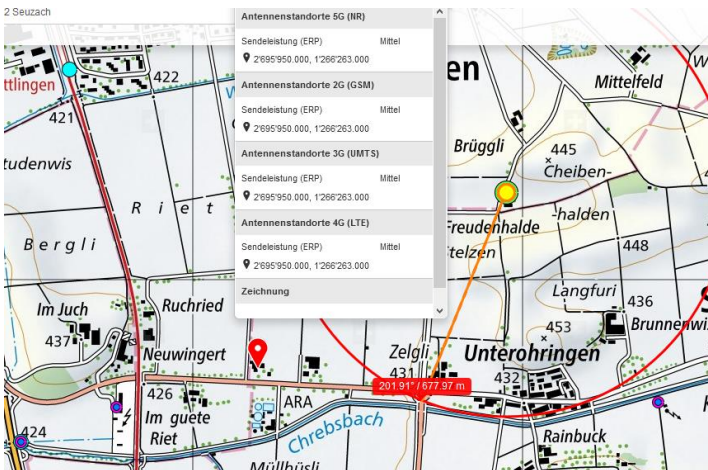 2 Seuzach
Antennenstandorte 5G (NR)
Sendeleistung (ERP) Mittel
2'695'950.000, 1'266'263.000
Antennenstandorte 2G (GSM)
Sendeleistung (ERP) Mittel
2'695'950.000, 1'266'263.000
Antennenstandorte 3G (UMTS)
Sendeleistung (ERP) Mittel
2'695'950.000, 1'266'263.000
Antennenstandorte 4G (LTE)
Sendeleistung (ERP) Mittel
2'695'950.000, 1'266'263.000
Zeichnung
ttlingen
422
421
tudenwis
Riet
Bergli
en
Mittelfeld
Brüggli
445
Cheiben-
-halden
Freudenhalde
telzen
448
Langfuri
436
Brunnenwi
453
Im Juch
437
Ruchried
Neuwingert
Zelgli
431
Unterohringen
432
201.91° / 677.97 m
426
Im guete
Riet
ARA
424
Chrebsbach
Rainbuck
Müllhüsli